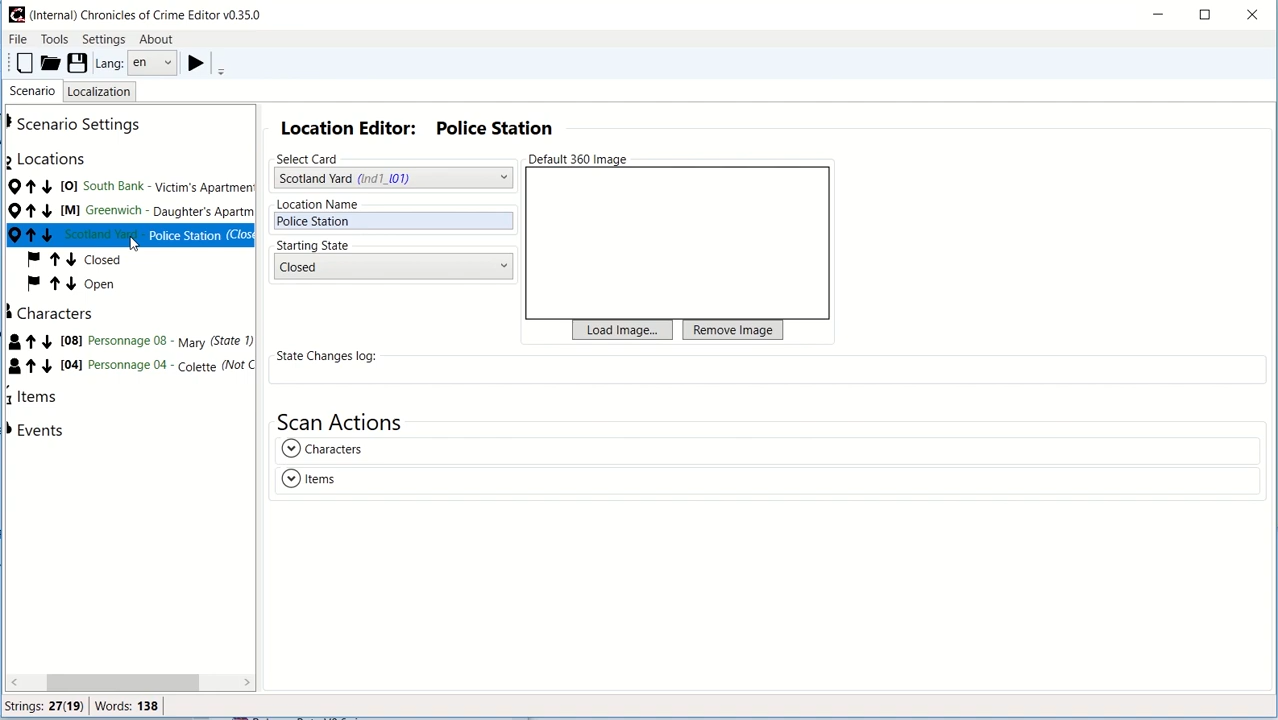 (Internal) Chronicles of Crime Editor v0.35.0
File Tools Settings About
Lang: en
Scenario Localization
Scenario Settings
Locations
[O] South Bank - Victim's Apartmen
[M] Greenwich - Daughter's Apartm
Scotland Yard - Police Station (Close
Closed
Open
Characters
[08] Personnage 08 - Mary (State 1)
[04] Personnage 04 - Colette (Not C
Items
Events
Location Editor: Police Station
Select Card
Scotland Yard (lnd1_l01)
Location Name
Police Station
Starting State
Closed
Default 360 Image
Load Image... Remove Image
State Changes log:
Scan Actions
Characters
Items
Strings: 27(19) Words: 138